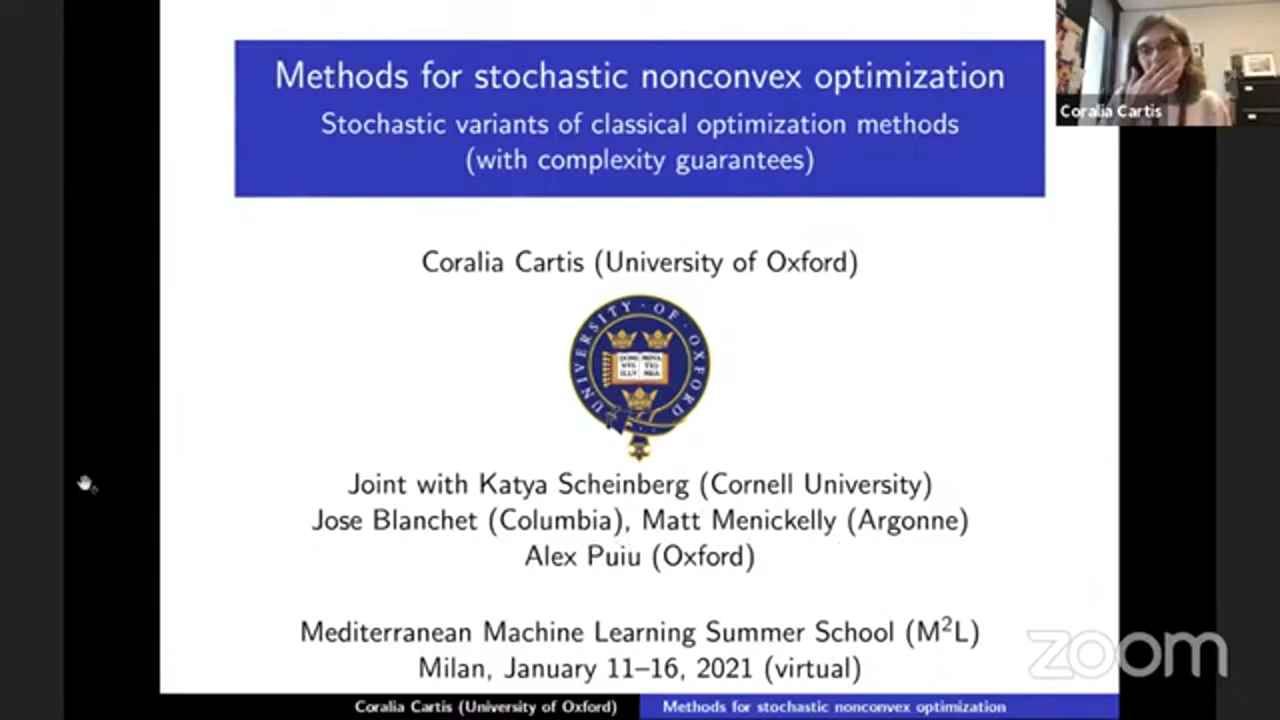 Methods for stochastic nonconvex optimization
Stochastic variants of classical optimization methods
(with complexity guarantees)
Coralia Cartis
Coralia Cartis (University of Oxford)
UNIVERSITY · OF · OXFORD
Joint with Katya Scheinberg (Cornell University)
Jose Blanchet (Columbia), Matt Menickelly (Argonne)
Alex Puiu (Oxford)
Mediterranean Machine Learning Summer School (M²L)
Milan, January 11–16, 2021 (virtual)
zoom
Coralia Cartis (University of Oxford)
Methods for stochastic nonconvex optimization